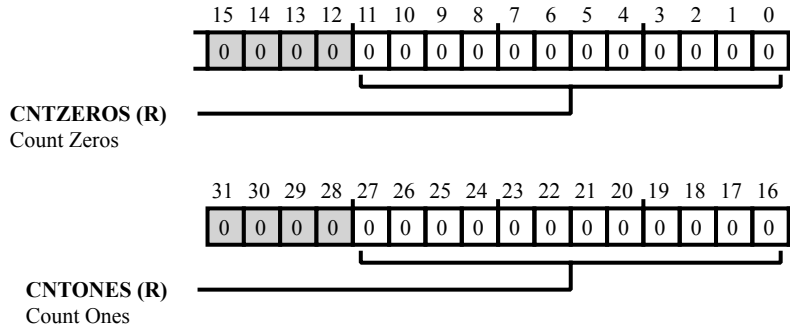 15 14 13 12 11 10 9 8 7 6 5 4 3 2 1 0
0 0 0 0 0 0 0 0 0 0 0 0 0 0 0 0
CNTZEROS (R)
Count Zeros
31 30 29 28 27 26 25 24 23 22 21 20 19 18 17 16
0 0 0 0 0 0 0 0 0 0 0 0 0 0 0 0
CNTONES (R)
Count Ones